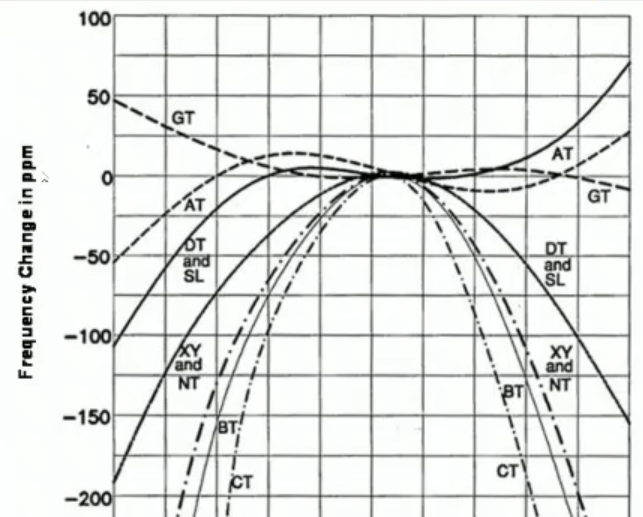 Frequency Change in ppm
100
50
0
−50
−100
−150
−200
GT
AT
DT
and
SL
XY
and
NT
BT
CT
AT
GT
DT
and
SL
XY
and
NT
BT
CT